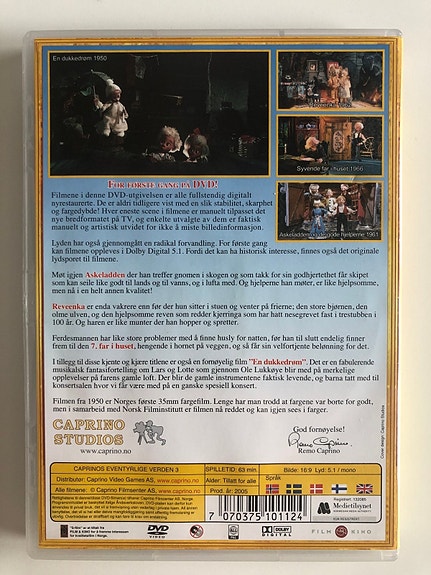 En dukkedrøm 1950
Reveenka 1962
Syvende far i huset 1966
Askeladden og de gode hjelperne 1961
FOR FØRSTE GANG PÅ DVD!
Filmene i denne DVD-utgivelsen er alle fullstendig digitalt
nyrestaurerte. De er aldri tidligere vist med en slik stabilitet, skarphet
og fargedybde! Hver eneste scene i filmene er manuelt tilpasset det
nye bredformatet på TV, og enkelte utvalgte av dem er faktisk
manuelt og artistisk utvidet for ikke å miste billedinformasjon.
Lyden har også gjennomgått en radikal forvandling. For første gang
kan filmene oppleves i Dolby Digital 5.1. Fordi det kan ha historisk interesse, finnes også det originale
lydsporet til filmene.
Møt igjen Askeladden der han treffer gnomen i skogen og som takk for sin godhjertethet får skipet
som kan seile like godt til lands og til vanns, og i lufta med. Og hjelperne han møter, er like hjelpsomme,
men nå i en helt annen kvalitet!
Reveenka er enda vakrere enn før der hun sitter i stuen og venter på frierne; den store bjørnen, den
olme ulven, og den hjelpsomme reven som redder kjerringa som har hatt nesegrevet fast i trestubben i
100 år. Og haren er like munter der han hopper og spretter.
Ferdesmannen har like store problemer med å finne husly for natten, før han til slutt endelig finner
frem til den 7. far i huset, hengende i hornet på veggen, og så får sin velfortjente belønning for det.
I tillegg til disse kjente og kjære titlene er også en fornøyelig film "En dukkedrøm". Det er en fabulerende
musikalsk fantasifortelling om Lars og Lotte som gjennom Ole Lukkøye blir med på merkelige
opplevelser på farens gamle loft. Der blir de gamle instrumentene faktisk levende, og barna tatt med til
konsertsalen hvor vi får være med på en ganske spesiell konsert.
Filmen fra 1950 er Norges første 35mm fargefilm. Lenge har man trodd at fargene var borte for godt,
men i samarbeid med Norsk Filminstitutt er filmen nå reddet og kan igjen sees i farger.
CAPRINO
STUDIOS
www.caprino.no
God fornøyelse!
Remo Caprino
Cover design Caprino Studios
CAPRINOS EVENTYRLIGE VERDEN 3
SPILLETID: 63 min.
Bilde: 16:9 Lyd: 5.1 / mono
Distributør: Caprino Video Games AS, www.caprino.no
Alder: Tillatt for alle
Språk
Alle filmene: © Caprino Filmsenter AS, www.caprino.no
Prod. år: 2005
Registrert
Medietilsynet
7 070375 101124
DVD
VIDEO
PAL
DOLBY
DIGITAL
FILM & KINO